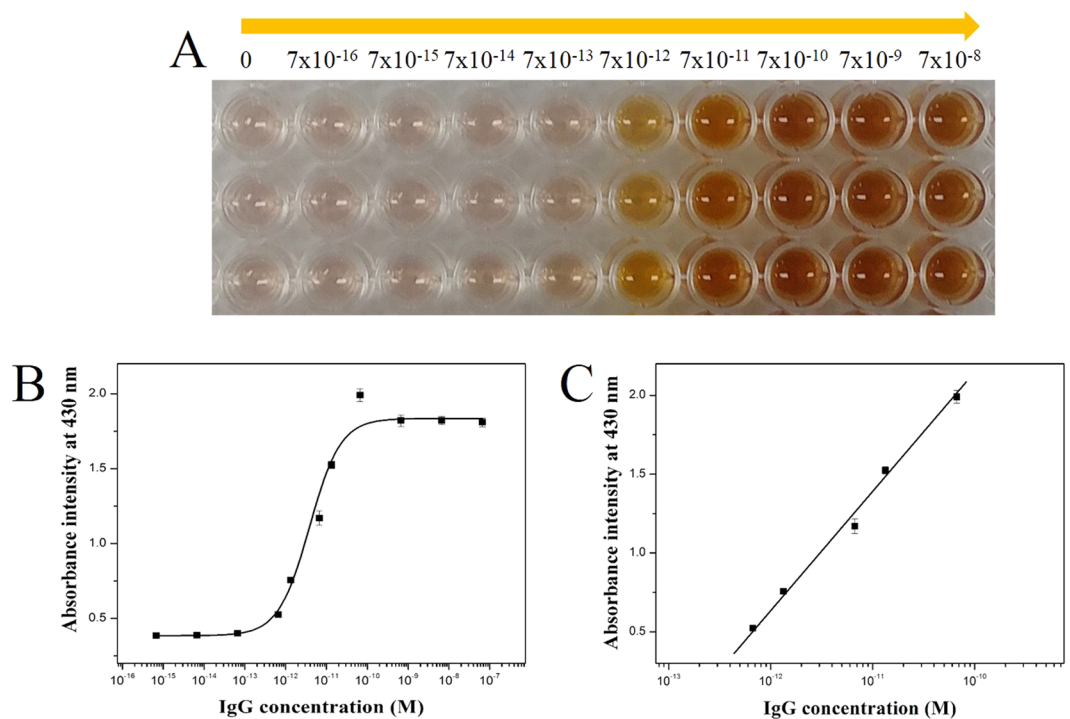 A
0 7x10⁻¹⁶ 7x10⁻¹⁵ 7x10⁻¹⁴ 7x10⁻¹³ 7x10⁻¹² 7x10⁻¹¹ 7x10⁻¹⁰ 7x10⁻⁹ 7x10⁻⁸
B
Absorbance intensity at 430 nm
2.0
1.5
1.0
0.5
10⁻¹⁶ 10⁻¹⁵ 10⁻¹⁴ 10⁻¹³ 10⁻¹² 10⁻¹¹ 10⁻¹⁰ 10⁻⁹ 10⁻⁸ 10⁻⁷
IgG concentration (M)
C
Absorbance intensity at 430 nm
2.0
1.5
1.0
0.5
10⁻¹³ 10⁻¹² 10⁻¹¹ 10⁻¹⁰
IgG concentration (M)